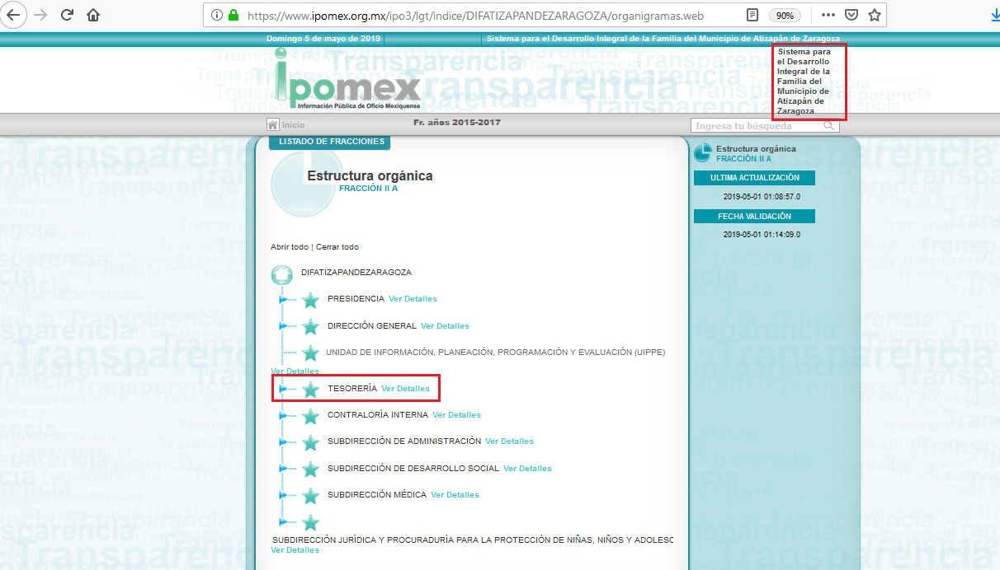 https://www.ipomex.org.mx/ipo3/lgt/indice/DIFATIZAPANDEZARAGOZA/organigramas.web
90%
Domingo 5 de mayo de 2019
Sistema para el Desarrollo Integral de la Familia del Municipio de Atizapán de Zaragoza
Transparencia
ipomex
Información Pública de Oficio Mexiquense
Sistema para
el Desarrollo
Integral de la
Familia del
Municipio de
Atizapán de
Zaragoza
Inicio
Fr. años 2015-2017
Ingresa tu búsqueda
LISTADO DE FRACCIONES
Estructura orgánica
FRACCIÓN II A
Abrir todo | Cerrar todo
DIFATIZAPANDEZARAGOZA
PRESIDENCIA Ver Detalles
DIRECCIÓN GENERAL Ver Detalles
UNIDAD DE INFORMACIÓN, PLANEACIÓN, PROGRAMACIÓN Y EVALUACIÓN (UIPPE)
Ver Detalles
TESORERÍA Ver Detalles
CONTRALORÍA INTERNA Ver Detalles
SUBDIRECCIÓN DE ADMINISTRACIÓN Ver Detalles
SUBDIRECCIÓN DE DESARROLLO SOCIAL Ver Detalles
SUBDIRECCIÓN MÉDICA Ver Detalles
SUBDIRECCIÓN JURÍDICA Y PROCURADURÍA PARA LA PROTECCIÓN DE NIÑAS, NIÑOS Y ADOLESC
Ver Detalles
Estructura orgánica
FRACCIÓN II A
ULTIMA ACTUALIZACIÓN
2019-05-01 01:08:57.0
FECHA VALIDACIÓN
2019-05-01 01:14:09.0